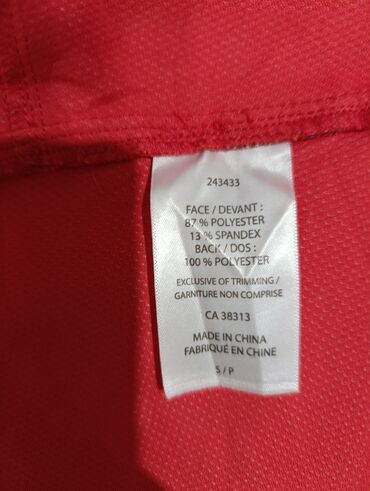 243433
FACE / DEVANT :
87 % POLYESTER
13 % SPANDEX
BACK / DOS :
100 % POLYESTER
EXCLUSIVE OF TRIMMING /
GARNITURE NON COMPRISE
CA 38313
MADE IN CHINA
FABRIQUÉ EN CHINE
S / P